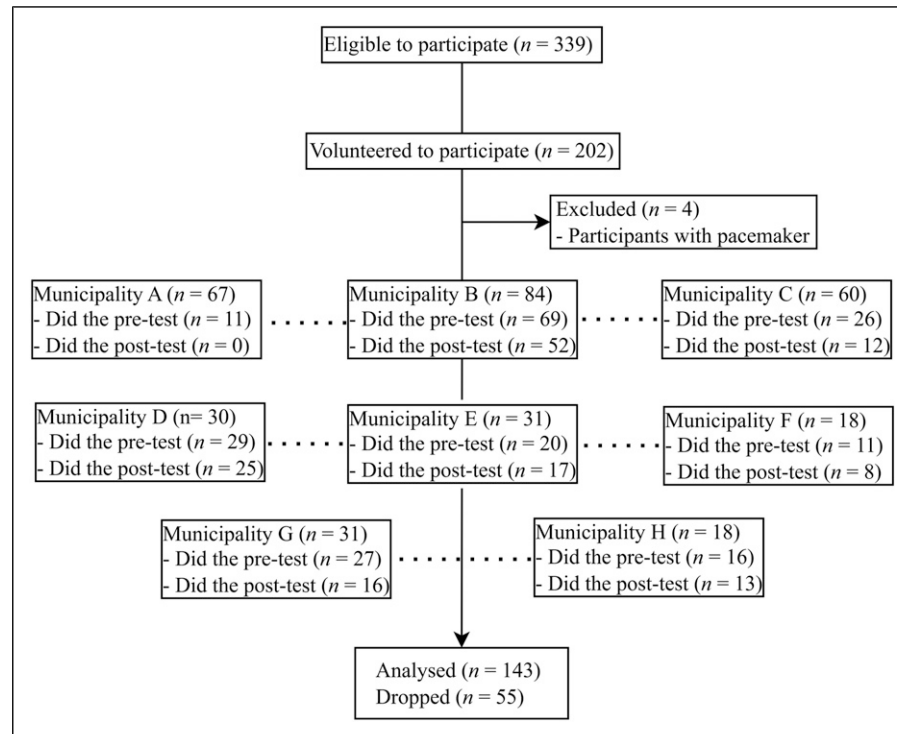 Eligible to participate (n = 339)
Volunteered to participate (n = 202)
Excluded (n = 4)
- Participants with pacemaker
Municipality A (n = 67)
- Did the pre-test (n = 11)
- Did the post-test (n = 0)
Municipality B (n = 84)
- Did the pre-test (n = 69)
- Did the post-test (n = 52)
Municipality C (n = 60)
- Did the pre-test (n = 26)
- Did the post-test (n = 12)
Municipality D (n= 30)
- Did the pre-test (n = 29)
- Did the post-test (n = 25)
Municipality E (n = 31)
- Did the pre-test (n = 20)
- Did the post-test (n = 17)
Municipality F (n = 18)
- Did the pre-test (n = 11)
- Did the post-test (n = 8)
Municipality G (n = 31)
- Did the pre-test (n = 27)
- Did the post-test (n = 16)
Municipality H (n = 18)
- Did the pre-test (n = 16)
- Did the post-test (n = 13)
Analysed (n = 143)
Dropped (n = 55)